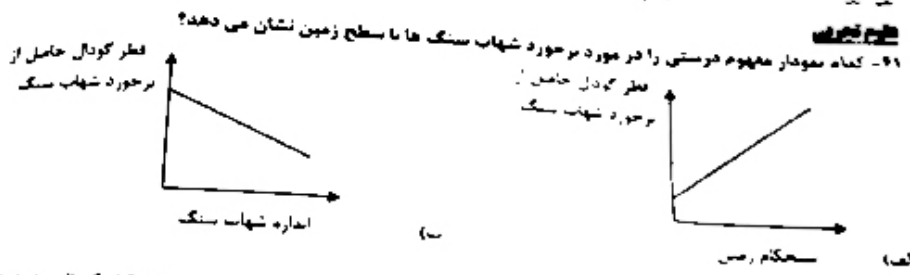 علوم تجربی
۴۱- کدام نمودار مفهوم درستی را در مورد برخورد شهاب سنگ ها با سطح زمین نشان می دهد؟
قطر گودال حاصل از
برخورد شهاب سنگ
استحکام زمین
الف)
قطر گودال حاصل از
برخورد شهاب سنگ
اندازه شهاب سنگ
ب)